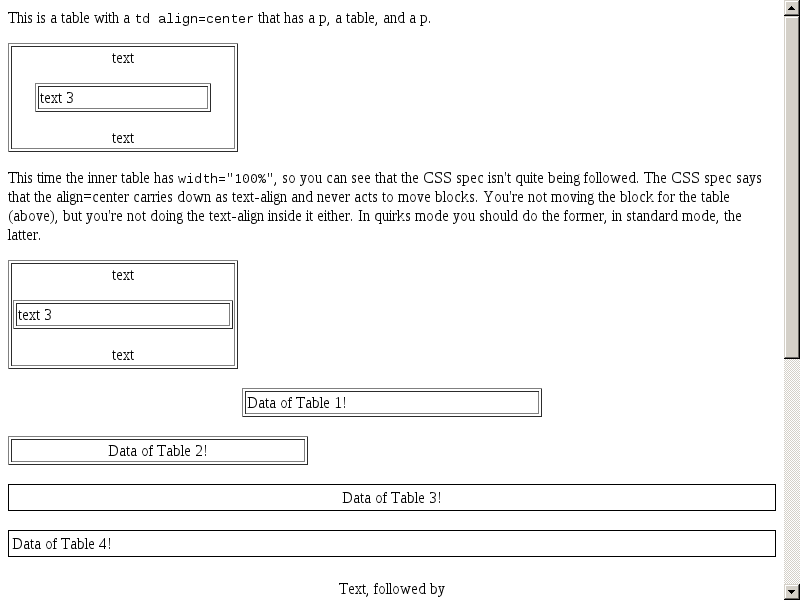 This is a table with a td align=center that has a p, a table, and a p.
text
text 3
text
This time the inner table has width="100%", so you can see that the CSS spec isn't quite being followed. The CSS spec says
that the align=center carries down as text-align and never acts to move blocks. You're not moving the block for the table
(above), but you're not doing the text-align inside it either. In quirks mode you should do the former, in standard mode, the
latter.
text
text 3
text
Data of Table 1!
Data of Table 2!
Data of Table 3!
Data of Table 4!
Text, followed by